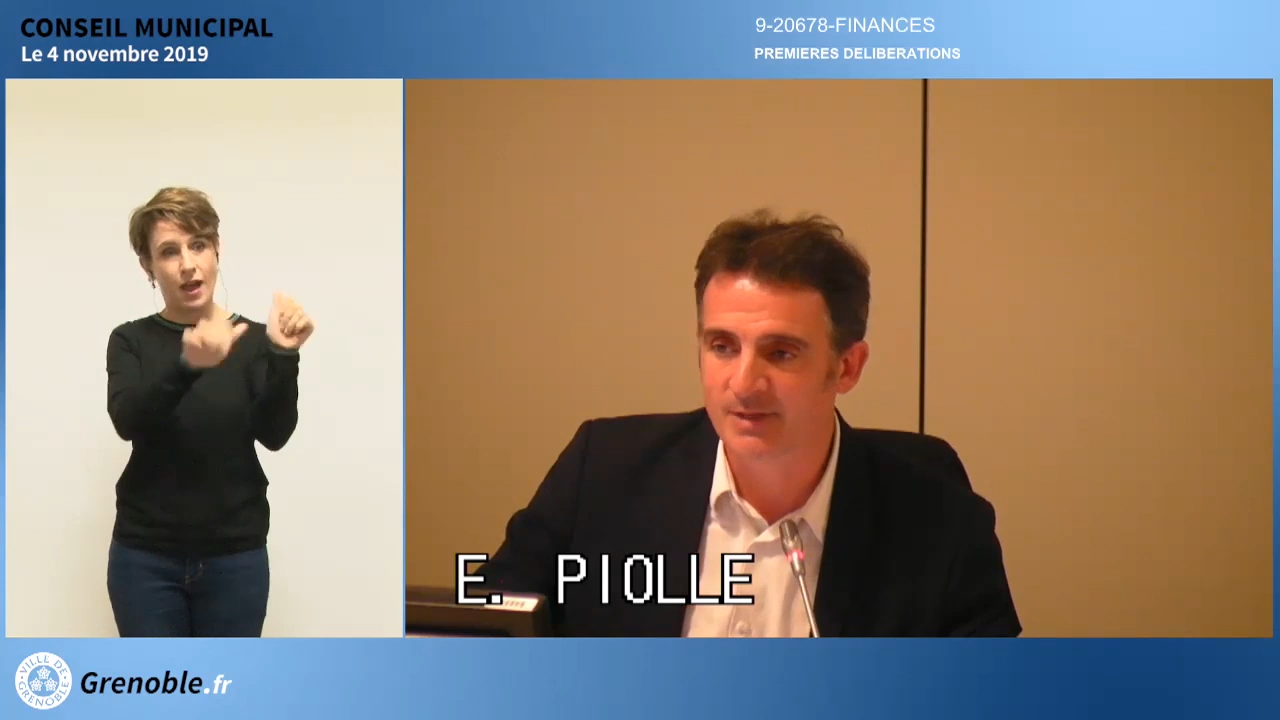 CONSEIL MUNICIPAL
Le 4 novembre 2019
9-20678-FINANCES
PREMIERES DELIBERATIONS
E. PIOLLE
VILLE DE
GRENOBLE
Grenoble.fr